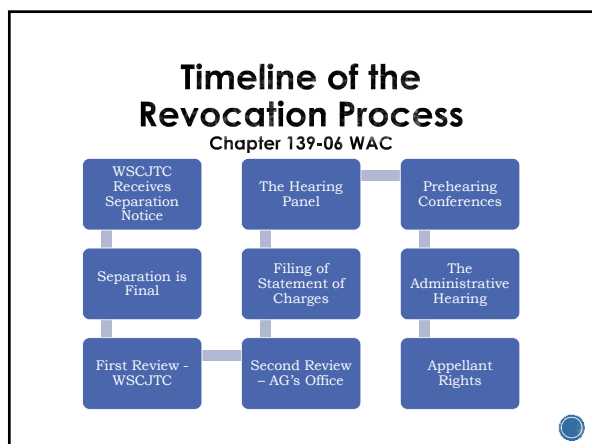 Timeline of the
Revocation Process
Chapter 139-06 WAC
WSCJTC
Receives
Separation
Notice
Separation is
Final
First Review -
WSCJTC
Second Review
– AG's Office
Filing of
Statement of
Charges
The Hearing
Panel
Prehearing
Conferences
The
Administrative
Hearing
Appellant
Rights